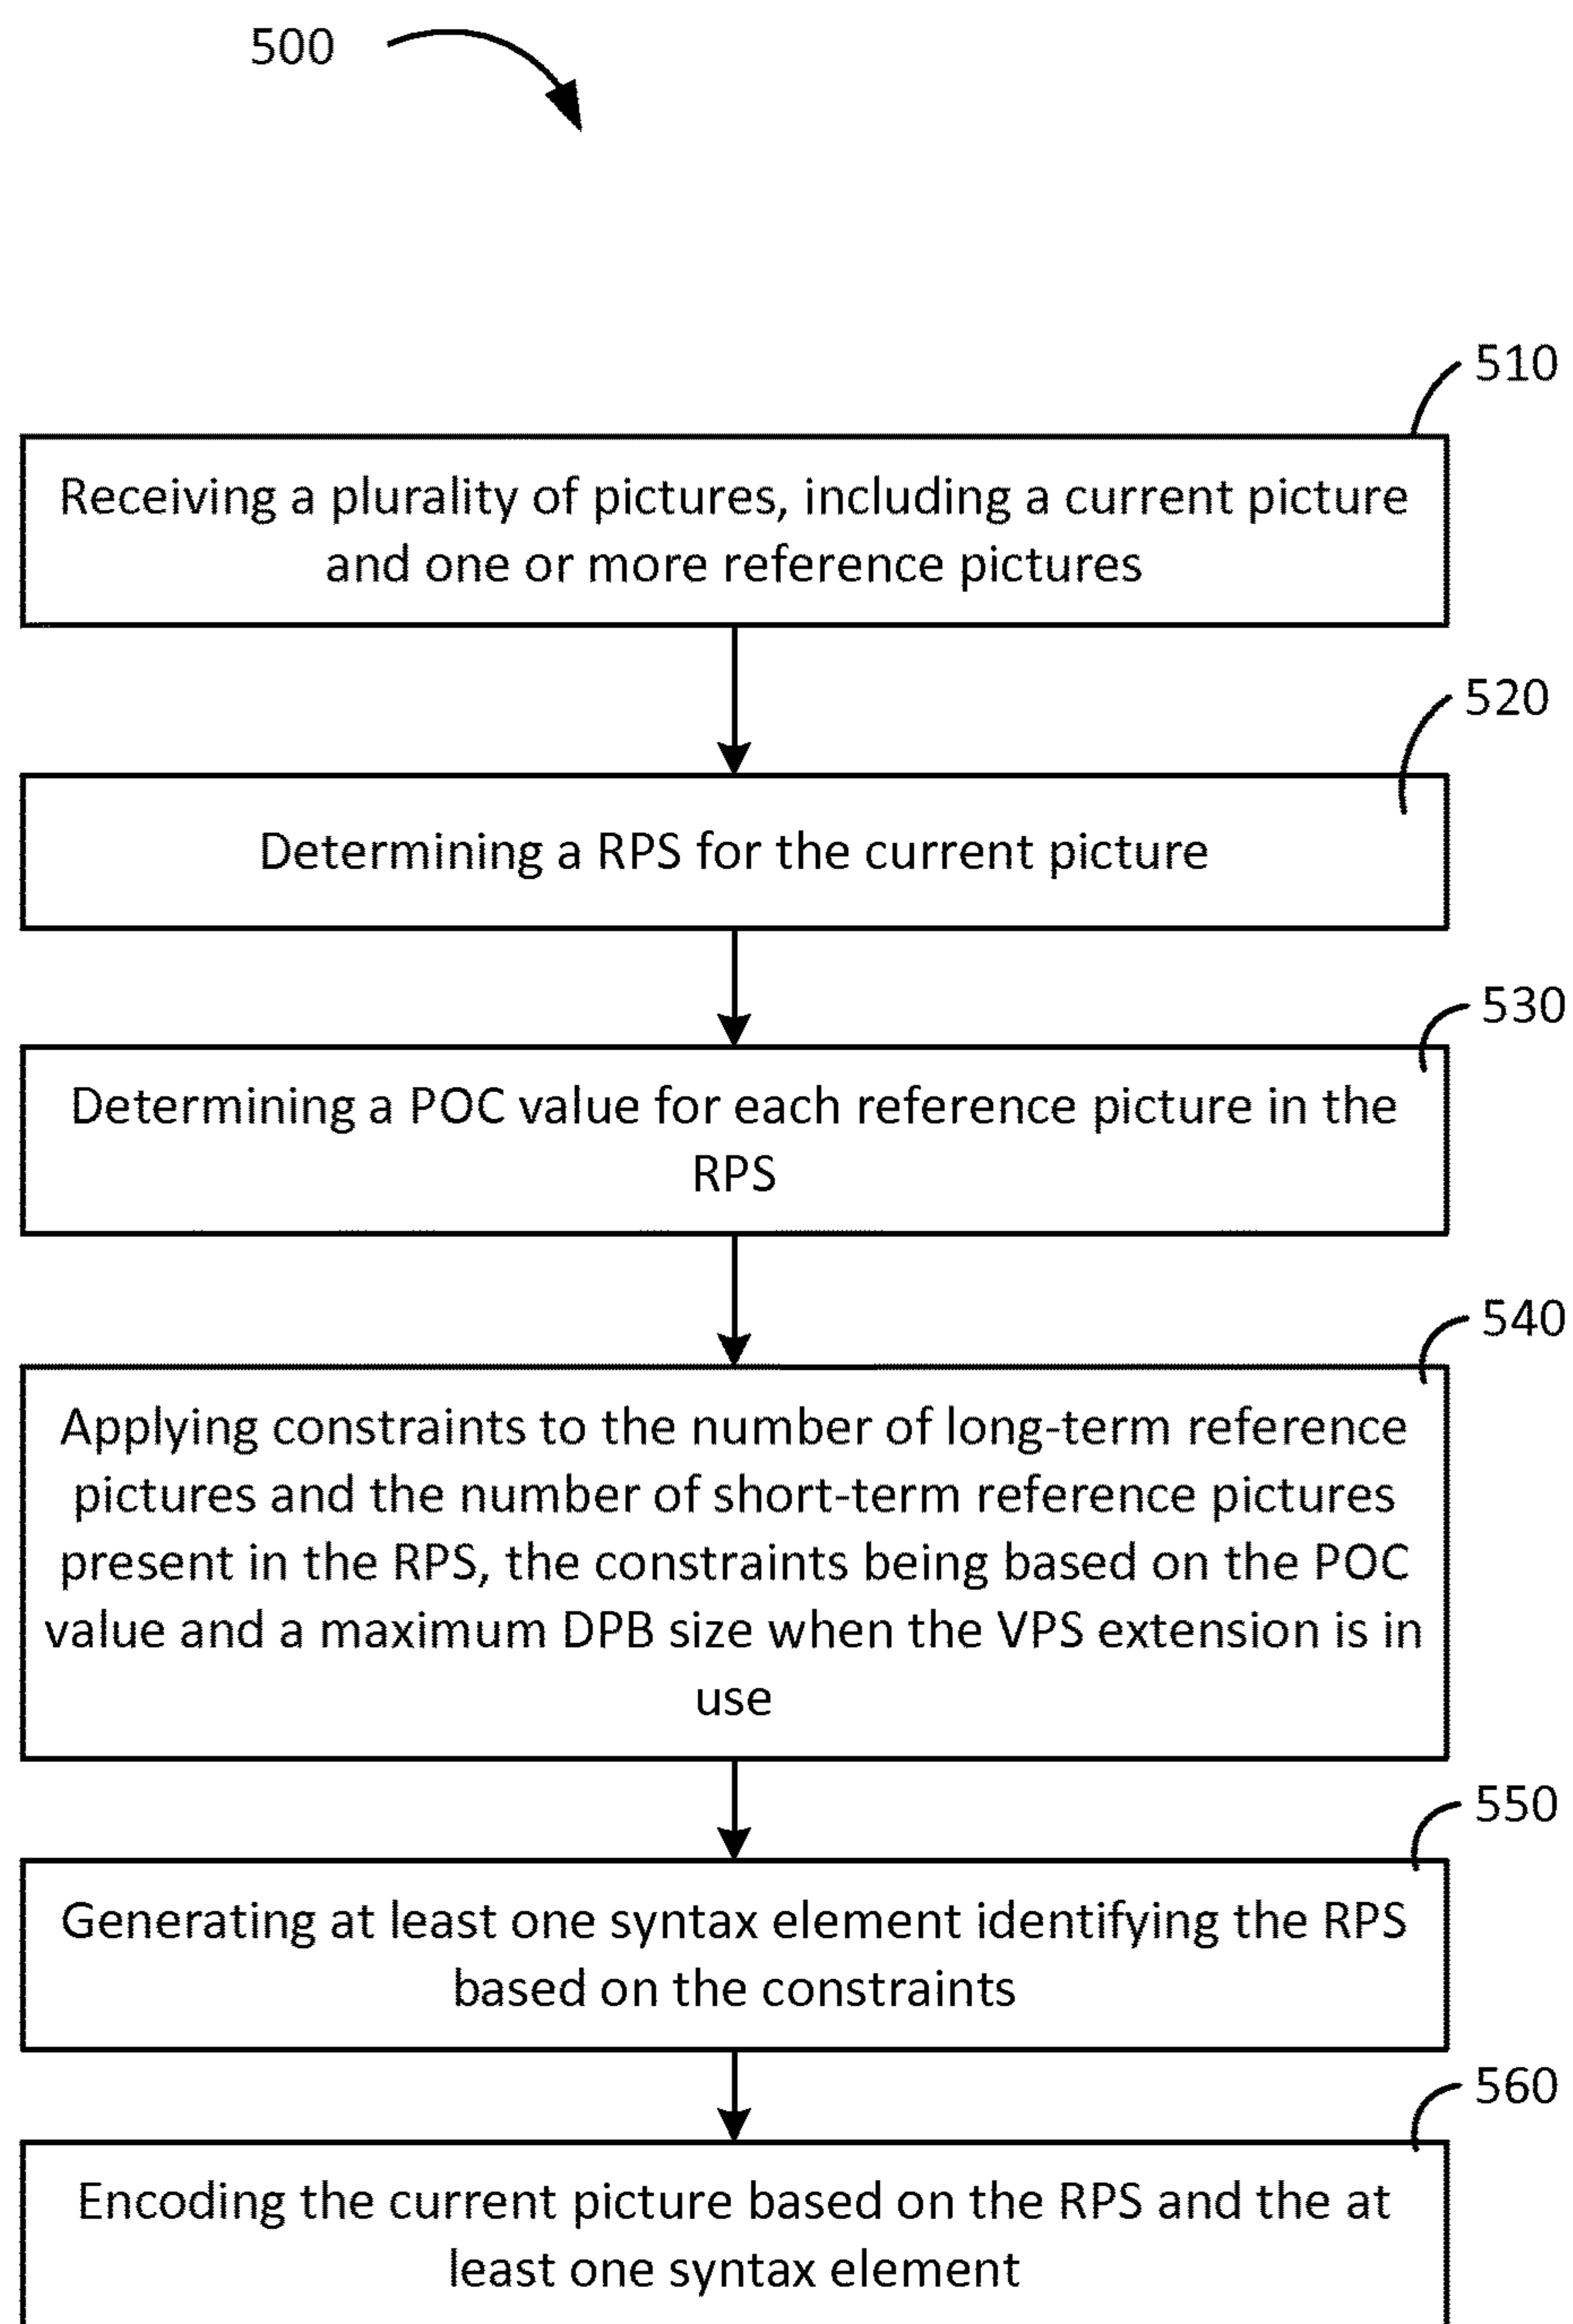 500
510
Receiving a plurality of pictures, including a current picture
and one or more reference pictures
520
Determining a RPS for the current picture
530
Determining a POC value for each reference picture in the
RPS
540
Applying constraints to the number of long-term reference
pictures and the number of short-term reference pictures
present in the RPS, the constraints being based on the POC
value and a maximum DPB size when the VPS extension is in
use
550
Generating at least one syntax element identifying the RPS
based on the constraints
560
Encoding the current picture based on the RPS and the at
least one syntax element